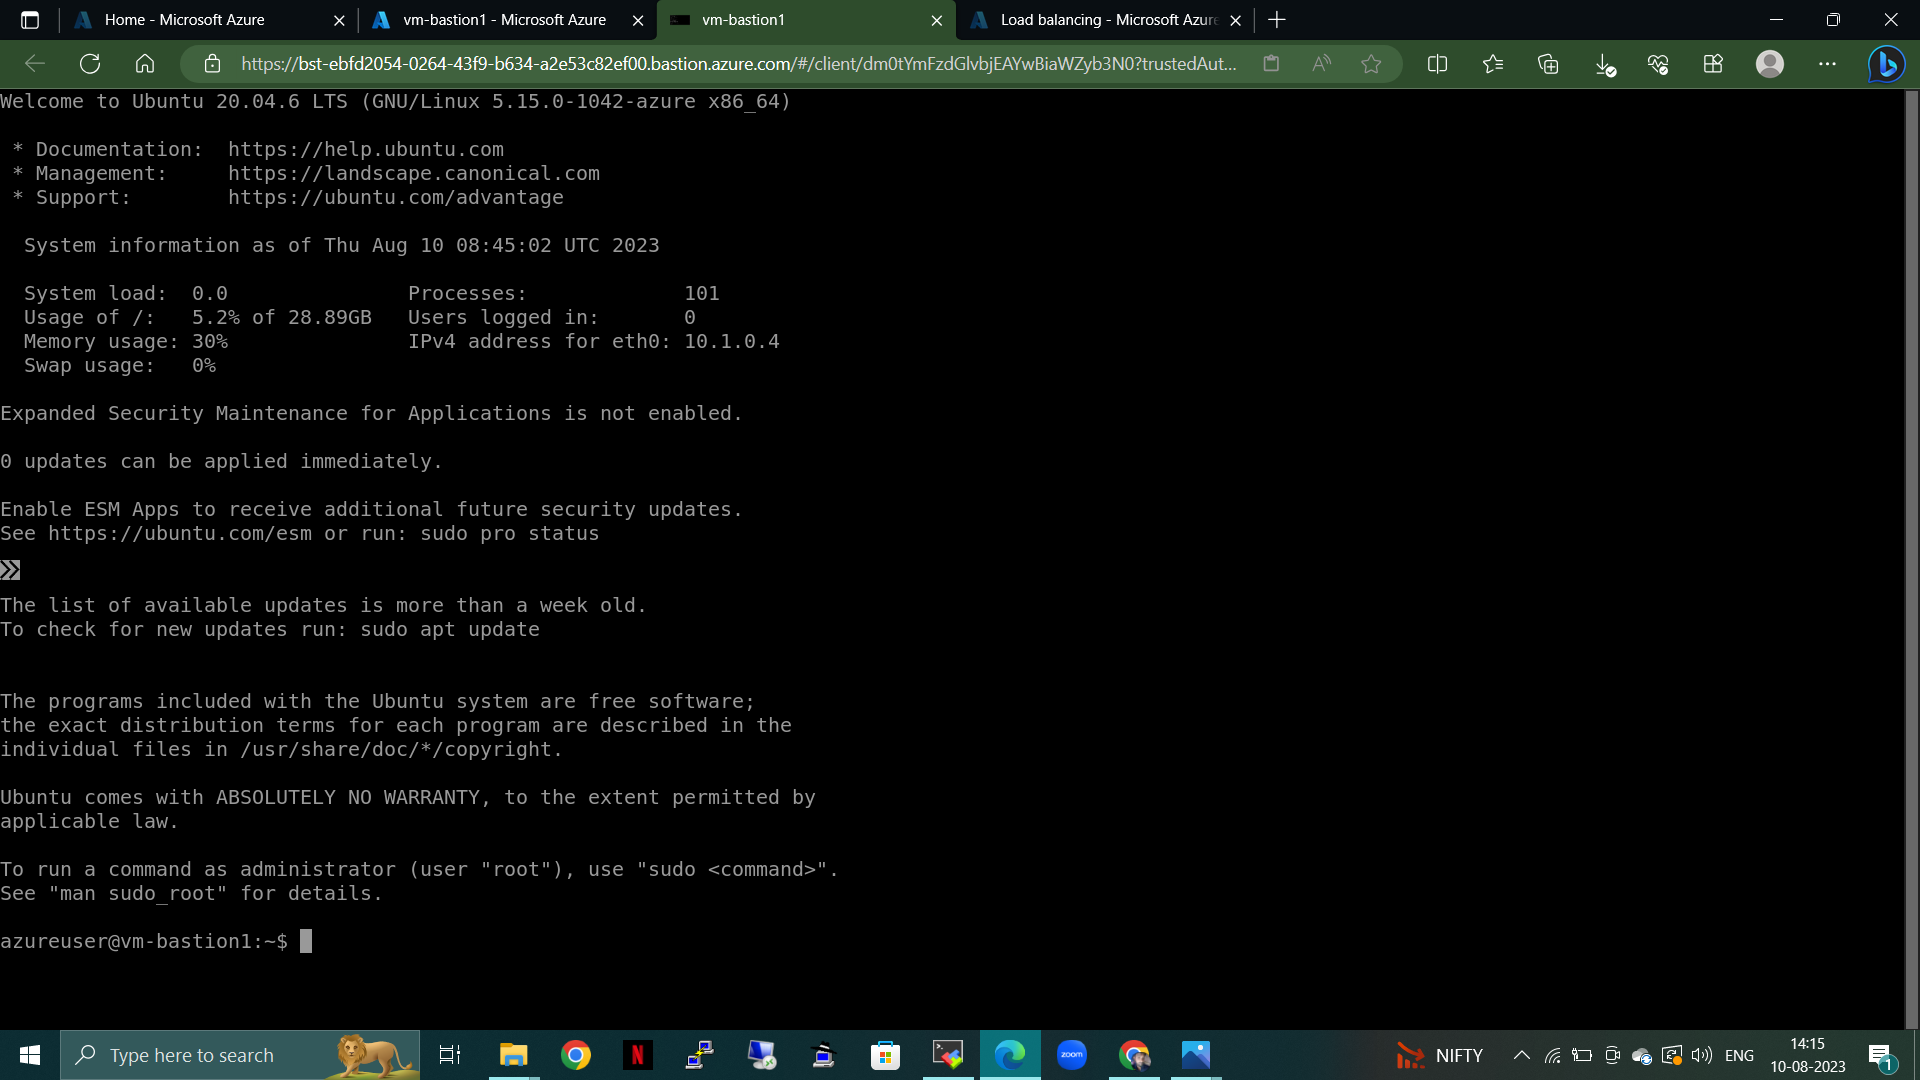 Home - Microsoft Azure
vm-bastion1 - Microsoft Azure
vm-bastion1
Load balancing - Microsoft Azure
https://bst-ebfd2054-0264-43f9-b634-a2e53c82ef00.bastion.azure.com/#/client/dm0tYmFzdGlvbjEAYwBiaWZyb3N0?trustedAut...
Welcome to Ubuntu 20.04.6 LTS (GNU/Linux 5.15.0-1042-azure x86_64)
* Documentation:  https://help.ubuntu.com
* Management:     https://landscape.canonical.com
* Support:        https://ubuntu.com/advantage
System information as of Thu Aug 10 08:45:02 UTC 2023
System load:  0.0               Processes:             101
Usage of /:   5.2% of 28.89GB   Users logged in:       0
Memory usage: 30%               IPv4 address for eth0: 10.1.0.4
Swap usage:   0%
Expanded Security Maintenance for Applications is not enabled.
0 updates can be applied immediately.
Enable ESM Apps to receive additional future security updates.
See https://ubuntu.com/esm or run: sudo pro status
The list of available updates is more than a week old.
To check for new updates run: sudo apt update
The programs included with the Ubuntu system are free software;
the exact distribution terms for each program are described in the
individual files in /usr/share/doc/*/copyright.
Ubuntu comes with ABSOLUTELY NO WARRANTY, to the extent permitted by
applicable law.
To run a command as administrator (user "root"), use "sudo <command>".
See "man sudo_root" for details.
azureuser@vm-bastion1:~$
Type here to search
N
zoom
NIFTY
ENG
14:15
10-08-2023
1